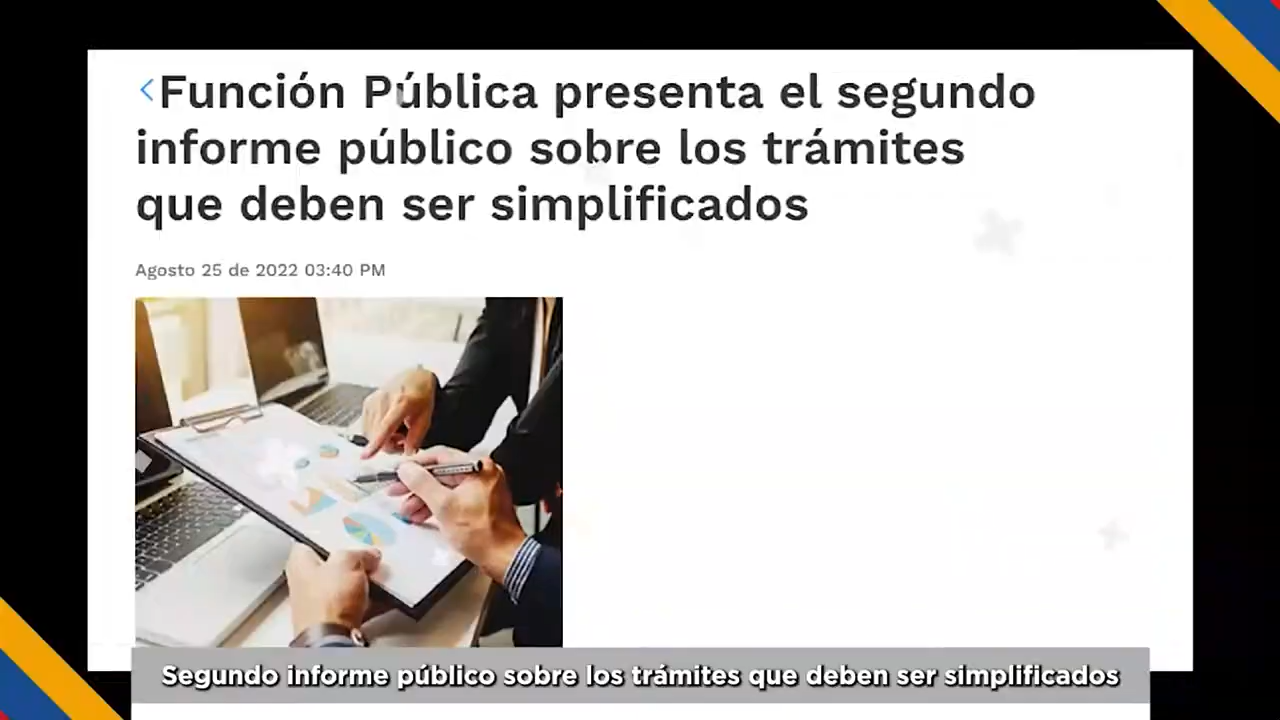 Función Pública presenta el segundo
informe público sobre los trámites
que deben ser simplificados
Agosto 25 de 2022 03:40 PM
Segundo informe público sobre los trámites que deben ser simplificados